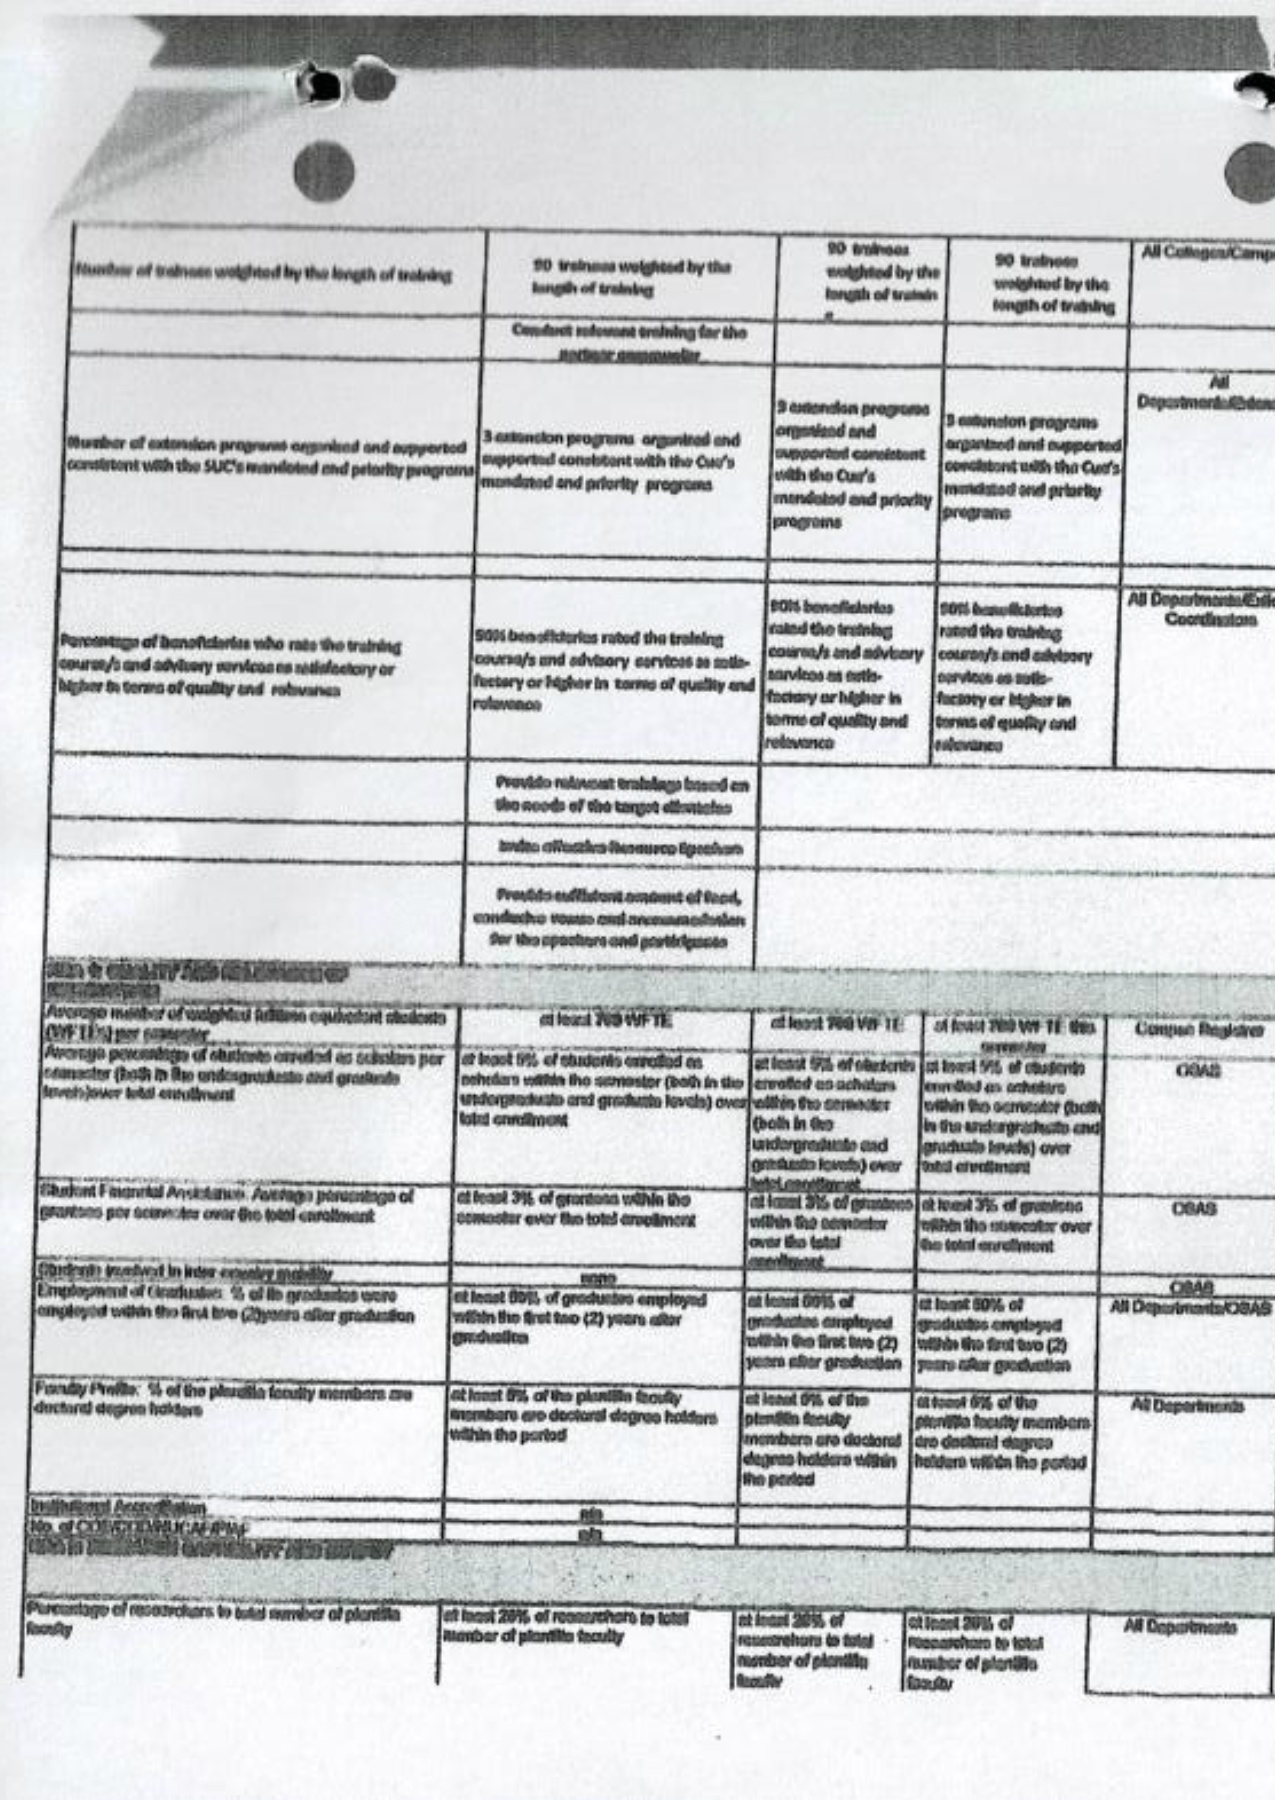 Number of trainees weighted by the length of training
90 trainees weighted by the
length of training
90 trainees
weighted by the
length of trainin
g
90 trainees
weighted by the
length of training
All Colleges/Camp
Conduct relevant training for the
partner
Number of extension programs organized and supported
consistent with the SUC's mandated and priority programs
3 extension programs organized and
supported consistent with the Cuo's
mandated and priority programs
3 extension programs
organized and
supported consistent
with the Cuo's
mandated and priority
programs
3 extension programs
organized and supported
consistent with the Cuo's
mandated and priority
programs
All
Percentage of beneficiaries who rate the training
course/s and advisory services as satisfactory or
higher in terms of quality and relevance
90% beneficiaries rated the training
course/s and advisory services as satis-
factory or higher in terms of quality and
relevance
90% beneficiaries
rated the training
course/s and advisory
services as satis-
factory or higher in
terms of quality and
relevance
90% beneficiaries
rated the training
course/s and advisory
services as satis-
factory or higher in
terms of quality and
relevance
All
Coordinators
Provide relevant trainings based on
the needs of the target clienteles
Invite effective Resource Speakers
Provide sufficient amount of food,
conducive venue and accommodation
for the speakers and participants
QUALITY AND RELEVANCE OF
Average number of weighted fulltime equivalent students
(WFTEs) per semester
at least WFTE
at least WFTE
at least WFTE this
semester
Campus Registrar
Average percentage of students enrolled as scholars per
semester (both in the undergraduate and graduate
levels)over total enrollment
at least 5% of students enrolled as
scholars within the semester (both in the
undergraduate and graduate levels) over
total enrollment
at least 5% of students
enrolled as scholars
within the semester
(both in the
undergraduate and
graduate levels) over
total enrollment
at least 5% of students
enrolled as scholars
within the semester (both
in the undergraduate and
graduate levels) over
total enrollment
OSAS
Student Financial Assistance: Average percentage of
grantees per semester over the total enrollment
at least 3% of grantees within the
semester over the total enrollment
at least 3% of grantees
within the semester
over the total
enrollment
at least 3% of grantees
within the semester over
the total enrollment
OSAS
Students involved in inter country mobility
none
OSAS
Employment of Graduates: % of its graduates were
employed within the first two (2)years after graduation
at least 60% of graduates employed
within the first two (2) years after
graduation
at least 60% of
graduates employed
within the first two (2)
years after graduation
at least 60% of
graduates employed
within the first two (2)
years after graduation
All Departments/OSAS
Faculty Profile: % of the plantilla faculty members are
doctoral degree holders
at least 6% of the plantilla faculty
members are doctoral degree holders
within the period
at least 6% of the
plantilla faculty
members are doctoral
degree holders within
the period
at least 6% of the
plantilla faculty members
are doctoral degree
holders within the period
All Departments
Institutional Accreditation
n/a
No. of
n/a
RESEARCH CAPABILITY AND OUTPUT
Percentage of researchers to total number of plantilla
faculty
at least 20% of researchers to total
number of plantilla faculty
at least 20% of
researchers to total
number of plantilla
faculty
at least 20% of
researchers to total
number of plantilla
faculty
All Departments